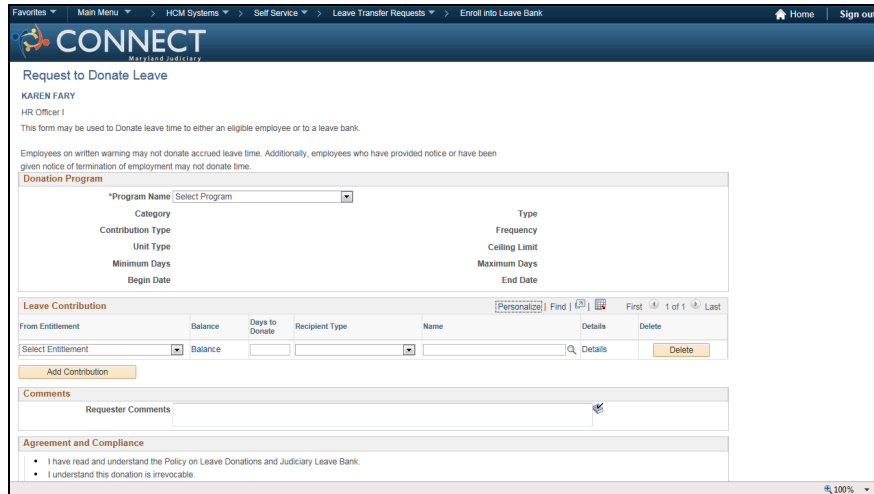 Favorites Main Menu > HCM Systems > Self Service > Leave Transfer Requests > Enroll into Leave Bank Home Sign out
CONNECT
Maryland Judiciary
Request to Donate Leave
KAREN FARY
HR Officer I
This form may be used to Donate leave time to either an eligible employee or to a leave bank.
Employees on written warning may not donate accrued leave time. Additionally, employees who have provided notice or have been
given notice of termination of employment may not donate time.
Donation Program
*Program Name Select Program
Category Type
Contribution Type Frequency
Unit Type Ceiling Limit
Minimum Days Maximum Days
Begin Date End Date
Leave Contribution Personalize | Find | First 1 of 1 Last
From Entitlement Balance Days to Donate Recipient Type Name Details Delete
Select Entitlement Balance Details Delete
Add Contribution
Comments
Requester Comments
Agreement and Compliance
• I have read and understand the Policy on Leave Donations and Judiciary Leave Bank.
• I understand this donation is irrevocable.
100%